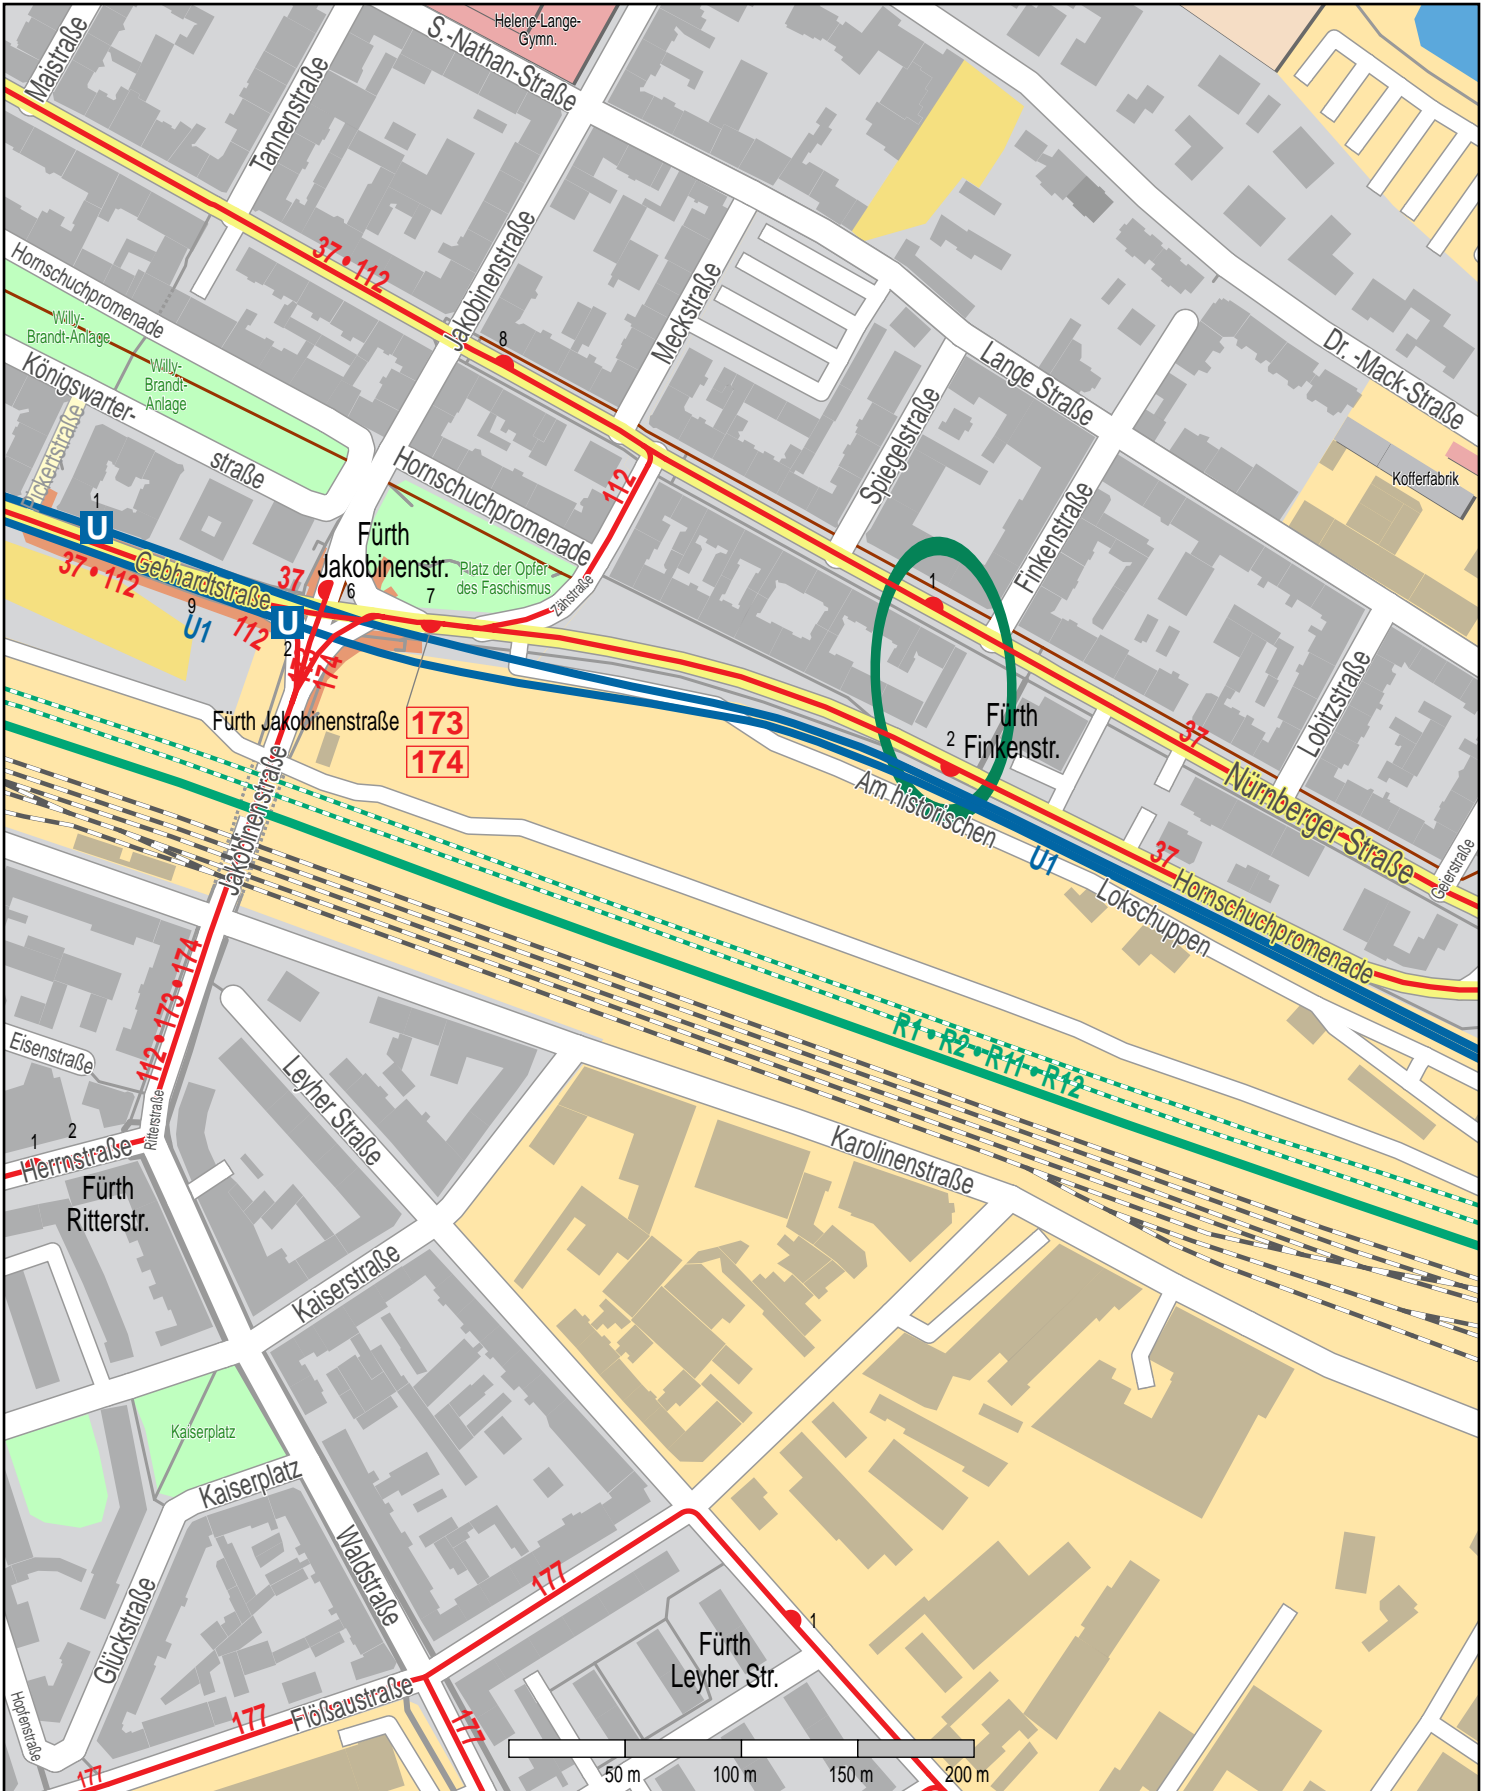 Helene-Lange-
Gymn.
Maistraße
S.-Nathan-Straße
Tannenstraße
37 • 112
Jakobinenstraße
Hornschuchpromenade
Willy-
Brandt-Anlage
Willy-
Brandt-
Anlage
Königswarter-
straße
8
Meckstraße
Lange Straße
Dr. -Mack-Straße
Kofferfabrik
Spiegelstraße
Finkenstraße
Hornschuchpromenade
112
1
U
Fürth
Jakobinenstr.
Platz der Opfer
des Faschismus
Zähstraße
37 • 112
Gebhardtstraße
37
6
7
9
U1
112
U
2
174
1
Fürth Jakobinenstraße
173
174
Fürth
Finkenstr.
2
37
Lobitzstraße
Nürnberger Straße
Geierstraße
Am historischen
Lokschuppen
U1
37
Hornschuchpromenade
Jakobinenstraße
112 • 173 • 174
R1 • R2 • R11 • R12
Eisenstraße
Leyher Straße
Ritterstraße
1
2
Herrnstraße
Fürth
Ritterstr.
Karolinenstraße
Kaiserstraße
Kaiserplatz
Kaiserplatz
Waldstraße
Glückstraße
Hopfenstraße
177
1
Fürth
Leyher Str.
Flößaustraße
177
177
177
50 m
100 m
150 m
200 m